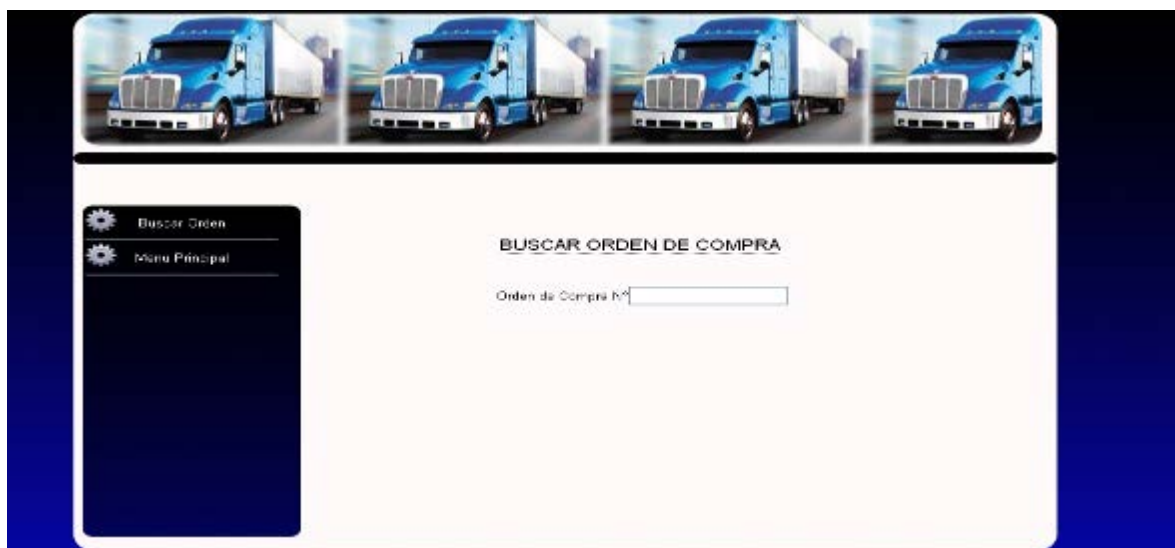 Buscar Orden
Menu Principal
BUSCAR ORDEN DE COMPRA
Orden de Compra N°